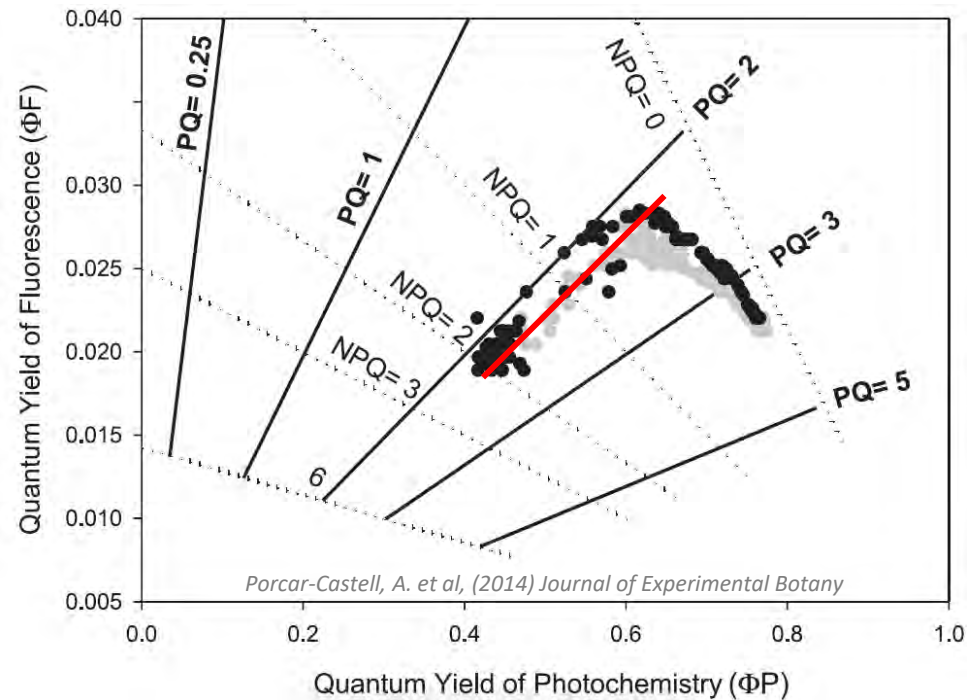 Quantum Yield of Fluorescence (ΦF)
0.040
0.030
0.025
0.020
0.015
0.010
0.005
PQ= 0.25
PQ= 1
NPQ= 0
PQ= 2
NPQ= 1
PQ= 3
NPQ= 2
NPQ= 3
PQ= 5
6
Porcar-Castell, A. et al, (2014) Journal of Experimental Botany
0.0 0.2 0.4 0.6 0.8 1.0
Quantum Yield of Photochemistry (ΦP)